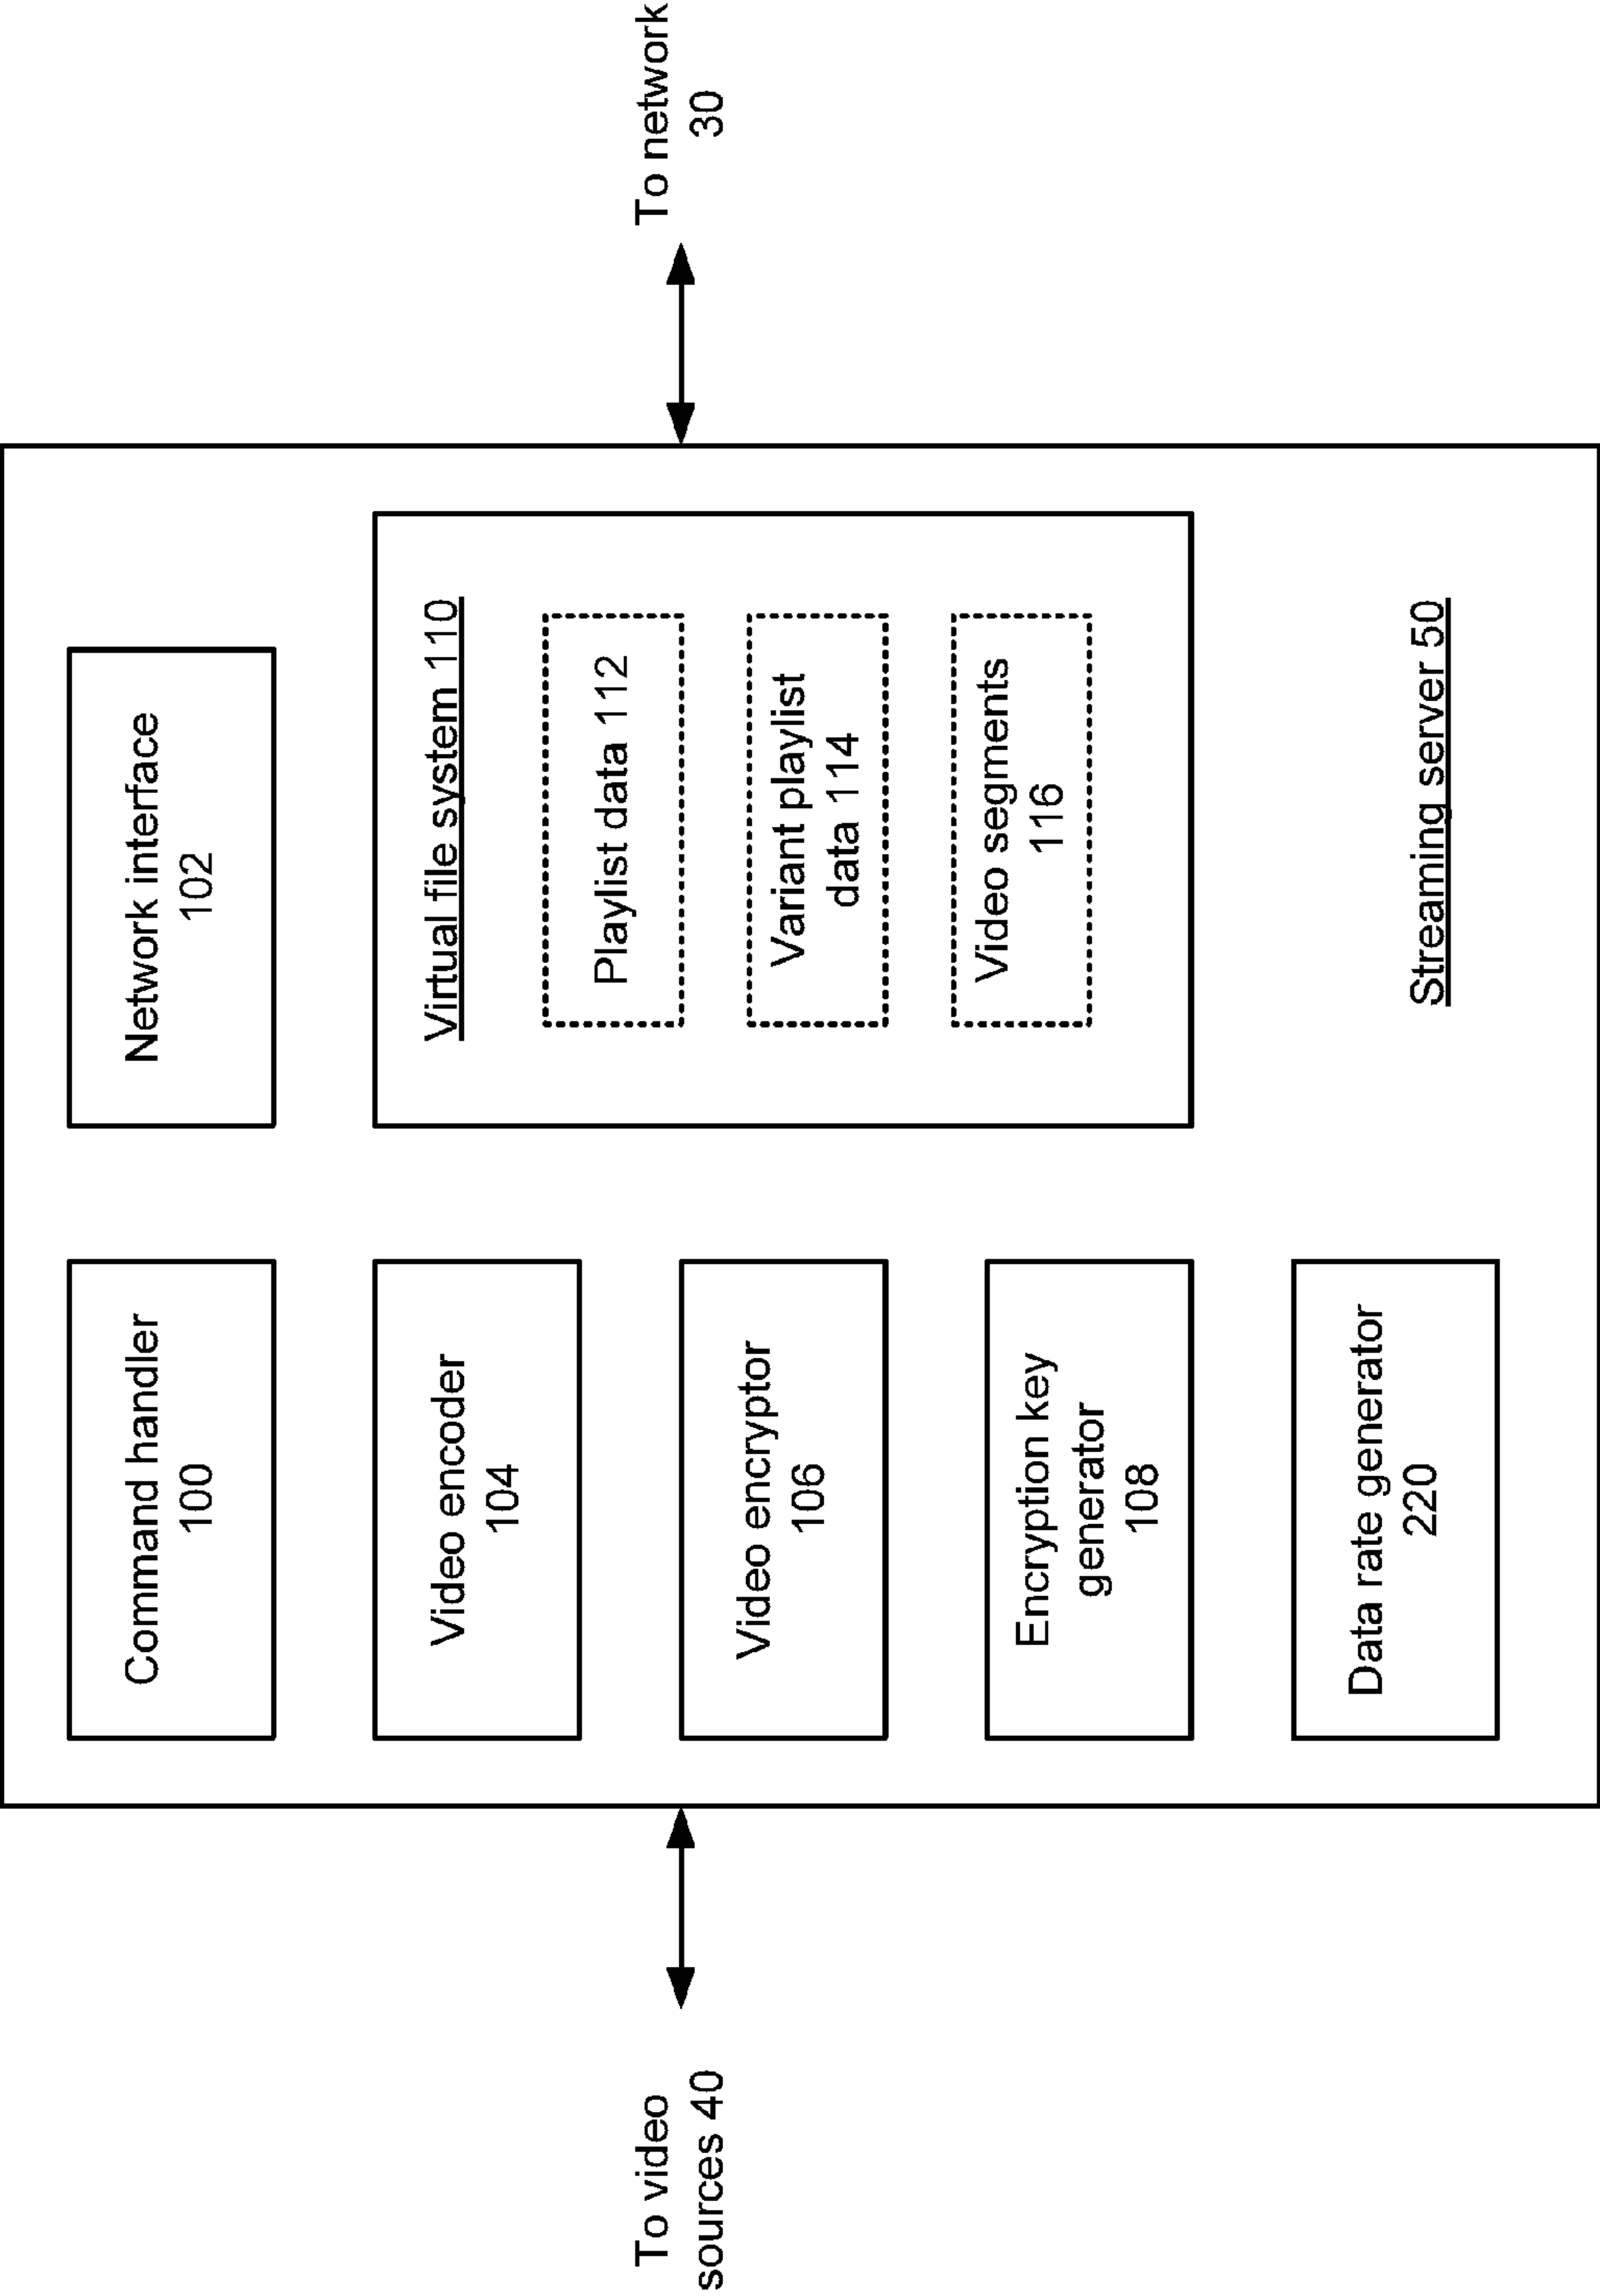 Command handler
100
Network interface
102
Video encoder
104
Virtual file system 110
Playlist data 112
Video encryptor
106
Variant playlist
data 114
To video
sources 40
To network
30
Encryption key
generator
108
Video segments
116
Data rate generator
220
Streaming server 50